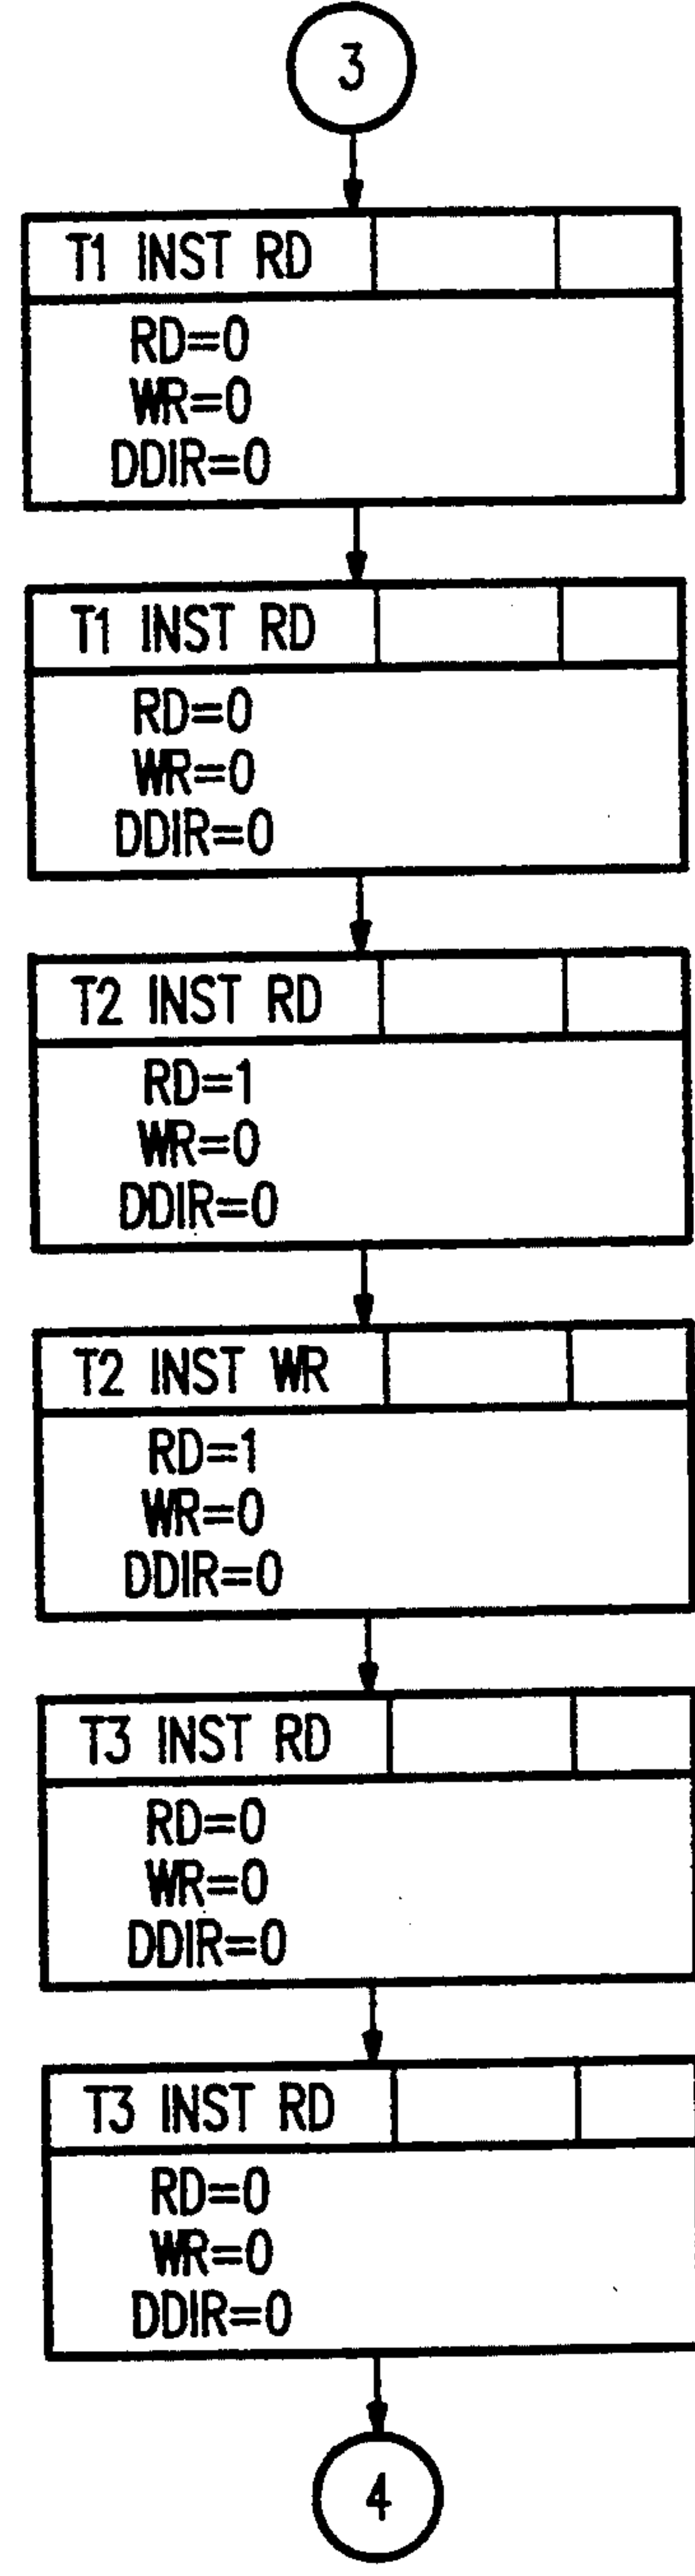 3
T1 INST RD
RD=0
WR=0
DDIR=0
T1 INST RD
RD=0
WR=0
DDIR=0
T2 INST RD
RD=1
WR=0
DDIR=0
T2 INST WR
RD=1
WR=0
DDIR=0
T3 INST RD
RD=0
WR=0
DDIR=0
T3 INST RD
RD=0
WR=0
DDIR=0
4